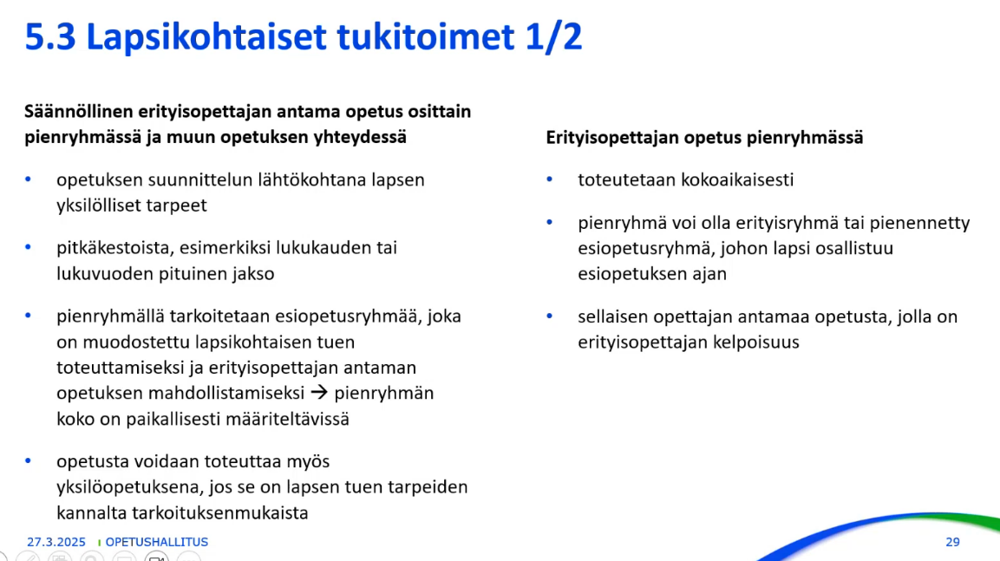 5.3 Lapsikohtaiset tukitoimet 1/2
Säännöllinen erityisopettajan antama opetus osittain
pienryhmässä ja muun opetuksen yhteydessä
• opetuksen suunnittelun lähtökohtana lapsen
yksilölliset tarpeet
• pitkäkestoista, esimerkiksi lukukauden tai
lukuvuoden pituinen jakso
• pienryhmällä tarkoitetaan esiopetusryhmää, joka
on muodostettu lapsikohtaisen tuen
toteuttamiseksi ja erityisopettajan antaman
opetuksen mahdollistamiseksi → pienryhmän
koko on paikallisesti määriteltävissä
• opetusta voidaan toteuttaa myös
yksilöopetuksena, jos se on lapsen tuen tarpeiden
kannalta tarkoituksenmukaista
Erityisopettajan opetus pienryhmässä
• toteutetaan kokoaikaisesti
• pienryhmä voi olla erityisryhmä tai pienennetty
esiopetusryhmä, johon lapsi osallistuu
esiopetuksen ajan
• sellaisen opettajan antamaa opetusta, jolla on
erityisopettajan kelpoisuus
27.3.2025 OPETUSHALLITUS
29